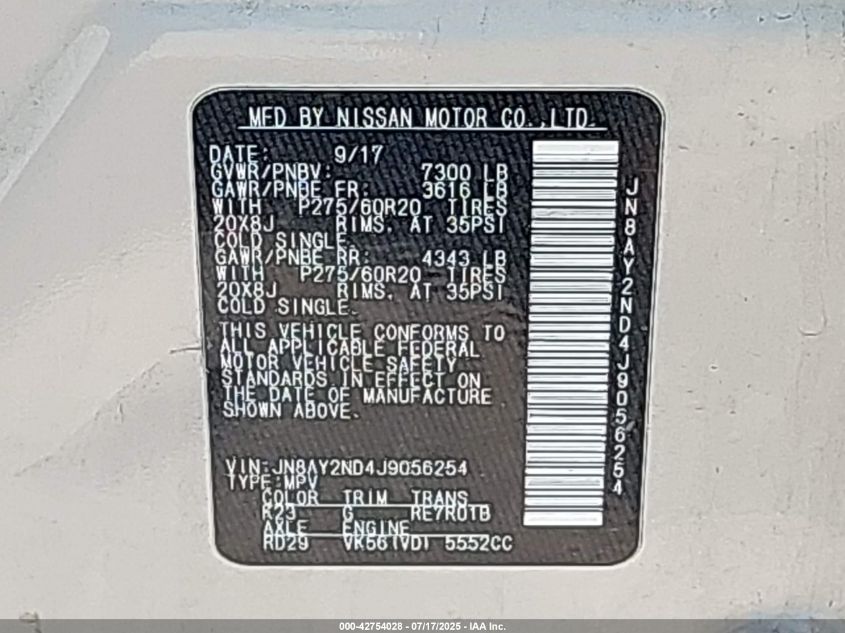 MFD BY NISSAN MOTOR CO.,LTD.
DATE: 9/17
GVWR/PNBV: 7300 LB
GAWR/PNBE FR: 3616 LB
WITH P275/60R20 TIRES
20X8J RIMS, AT 35PSI
COLD SINGLE.
GAWR/PNBE RR: 4343 LB
WITH P275/60R20 TIRES
20X8J RIMS, AT 35PSI
COLD SINGLE.
THIS VEHICLE CONFORMS TO
ALL APPLICABLE FEDERAL
MOTOR VEHICLE SAFETY
STANDARDS IN EFFECT ON
THE DATE OF MANUFACTURE
SHOWN ABOVE.
VIN:JN8AY2ND4J9056254
TYPE:MPV
COLOR TRIM TRANS
K23 G RE7R01B
AXLE ENGINE
RD29 VK56(VD) 5552CC
JN8AY2ND4J9056254
000-42754028 - 07/17/2025 - IAA Inc.